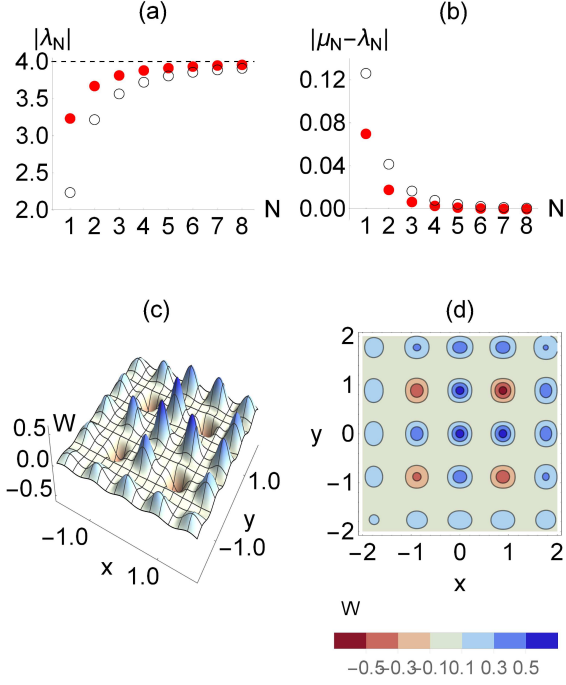 (a)
|λN|
4.0
3.5
3.0
2.5
2.0
1 2 3 4 5 6 7 8 N
(b)
|μN−λN|
0.12
0.08
0.04
0.00
1 2 3 4 5 6 7 8 N
(c)
W
0.5
0.0
−0.5
−1.0
x
1.0
1.0
y
−1.0
(d)
2
1
y 0
−1
−2
−2 −1 0 1 2
x
W
−0.5 −0.3 −0.1 0.1 0.3 0.5